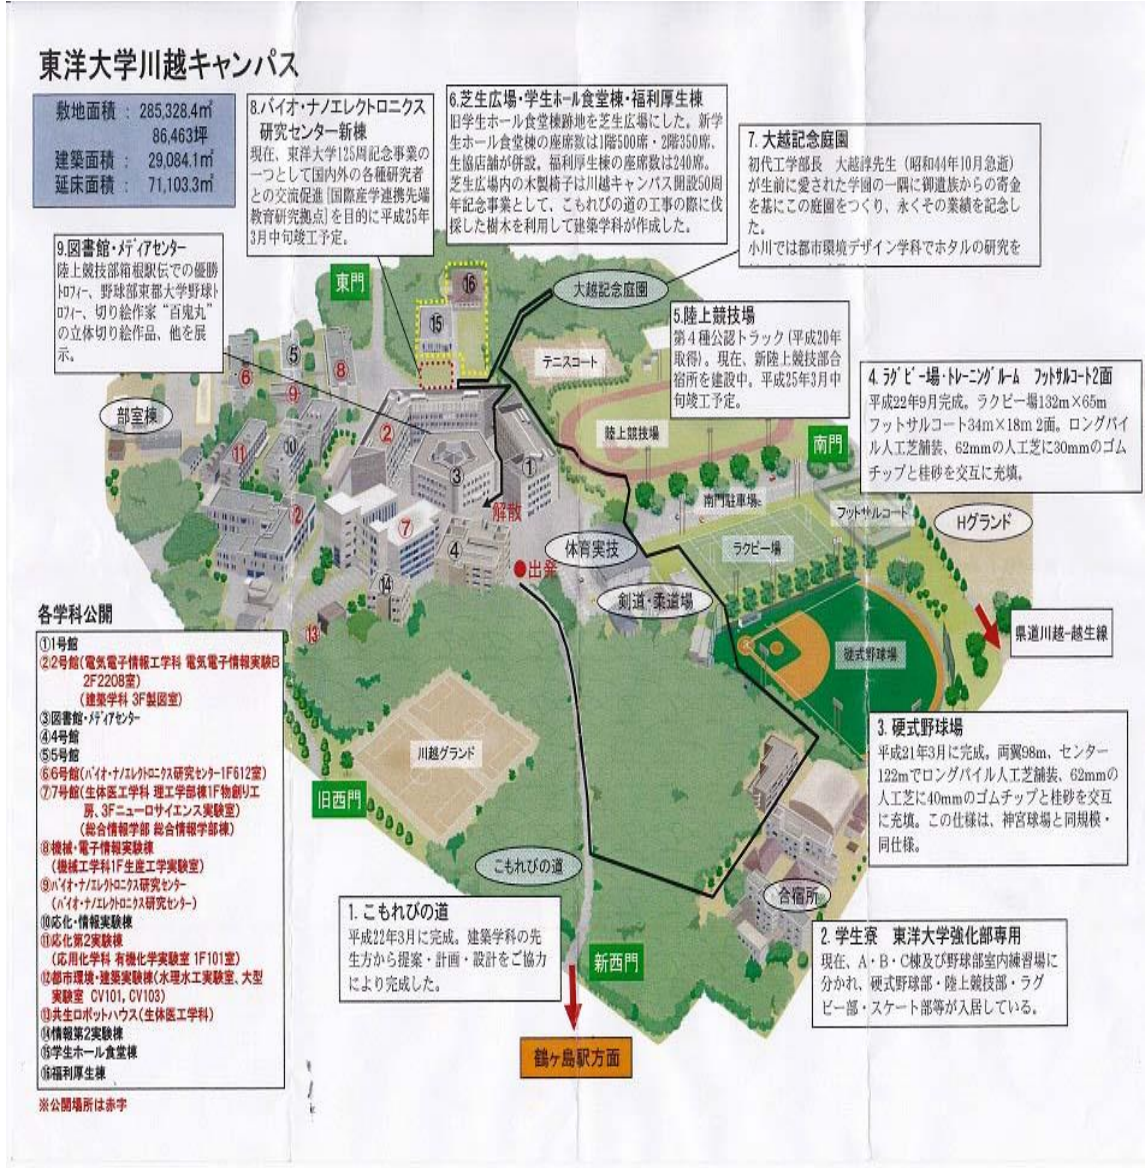 東洋大学川越キャンパス
敷地面積 : 285,328.4㎡
86,463坪
建築面積 : 29,084.1㎡
延床面積 : 71,103.3㎡
8.バイオ・ナノエレクトロニクス
研究センター新棟
現在、東洋大学125周記念事業の
一つとして国内外の各種研究者
との交流促進[国際産学連携先端
教育研究拠点]を目的に平成25年
3月中旬竣工予定。
6.芝生広場・学生ホール食堂棟・福利厚生棟
旧学生ホール食堂棟跡地を芝生広場にした。新学
生ホール食堂棟の座席数は1階500席・2階350席、
生協店舗が併設。福利厚生棟の座席数は240席。
芝生広場内の木製椅子は川越キャンパス開設50周
年記念事業として、こもれびの道の工事の際に伐
採した樹木を利用して建築学科が作成した。
7. 大越記念庭園
初代工学部長 大越諄先生(昭和44年10月急逝)
が生前に愛された学園の一隅に御遺族からの寄金
を基にこの庭園をつくり、永くその業績を記念し
た。
小川では都市環境デザイン学科でホタルの研究を
9.図書館・メディアセンター
陸上競技部箱根駅伝での優勝
トロフィー、野球部東都大学野球ト
ロフィー、切り絵作家“百鬼丸”
の立体切り絵作品、他を展
示。
東門
⑯
⑮
大越記念庭園
5.陸上競技場
第4種公認トラック(平成20年
取得)。現在、新陸上競技部合
宿所を建設中。平成25年3月中
旬竣工予定。
4. ラグビー場・トレーニングルーム フットサルコート2面
平成22年9月完成。ラクビー場132m×65m
フットサルコート34m×18m 2面。ロングパイ
ル人工芝舗装、62mmの人工芝に30mmのゴム
チップと桂砂を交互に充填。
テニスコート
⑤
⑥
⑧
⑨
部室棟
②
⑩
⑪
③
①
陸上競技場
南門
南門駐車場
フットサルコート
Hグランド
解散
②
⑦
④
体育実技
ラクビー場
出発
⑭
剣道・柔道場
⑬
県道川越-越生線
硬式野球場
川越グランド
旧西門
3. 硬式野球場
平成21年3月に完成。両翼98m、センター
122mでロングパイル人工芝舗装、62mmの
人工芝に40mmのゴムチップと桂砂を交互
に充填。この仕様は、神宮球場と同規模・
同仕様。
こもれびの道
合宿所
1. こもれびの道
平成22年3月に完成。建築学科の先
生方から提案・計画・設計をご協力
により完成した。
新西門
2. 学生寮 東洋大学強化部専用
現在、A・B・C棟及び野球部室内練習場に
分かれ、硬式野球部・陸上競技部・ラグ
ビー部・スケート部等が入居している。
鶴ヶ島駅方面
各学科公開
①1号館
②2号館(電気電子情報工学科 電気電子情報実験B
2F2208室)
(建築学科 3F製図室)
③図書館・メディアセンター
④4号館
⑤5号館
⑥6号館(バイオ・ナノエレクトロニクス研究センター1F612室)
⑦7号館(生体医工学科 理工学部棟1F物創り工
房、3Fニューロサイエンス実験室)
(総合情報学部 総合情報学部棟)
⑧機械・電子情報実験棟
(機械工学科1F生産工学実験室)
⑨バイオ・ナノエレクトロニクス研究センター
(バイオ・ナノエレクトロニクス研究センター)
⑩応化・情報実験棟
⑪応化第2実験棟
(応用化学科 有機化学実験室 1F101室)
⑫都市環境・建築実験棟(水理水工実験室、大型
実験室 CV101, CV103)
⑬共生ロボットハウス(生体医工学科)
⑭情報第2実験棟
⑮学生ホール食堂棟
⑯福利厚生棟
※公開場所は赤字